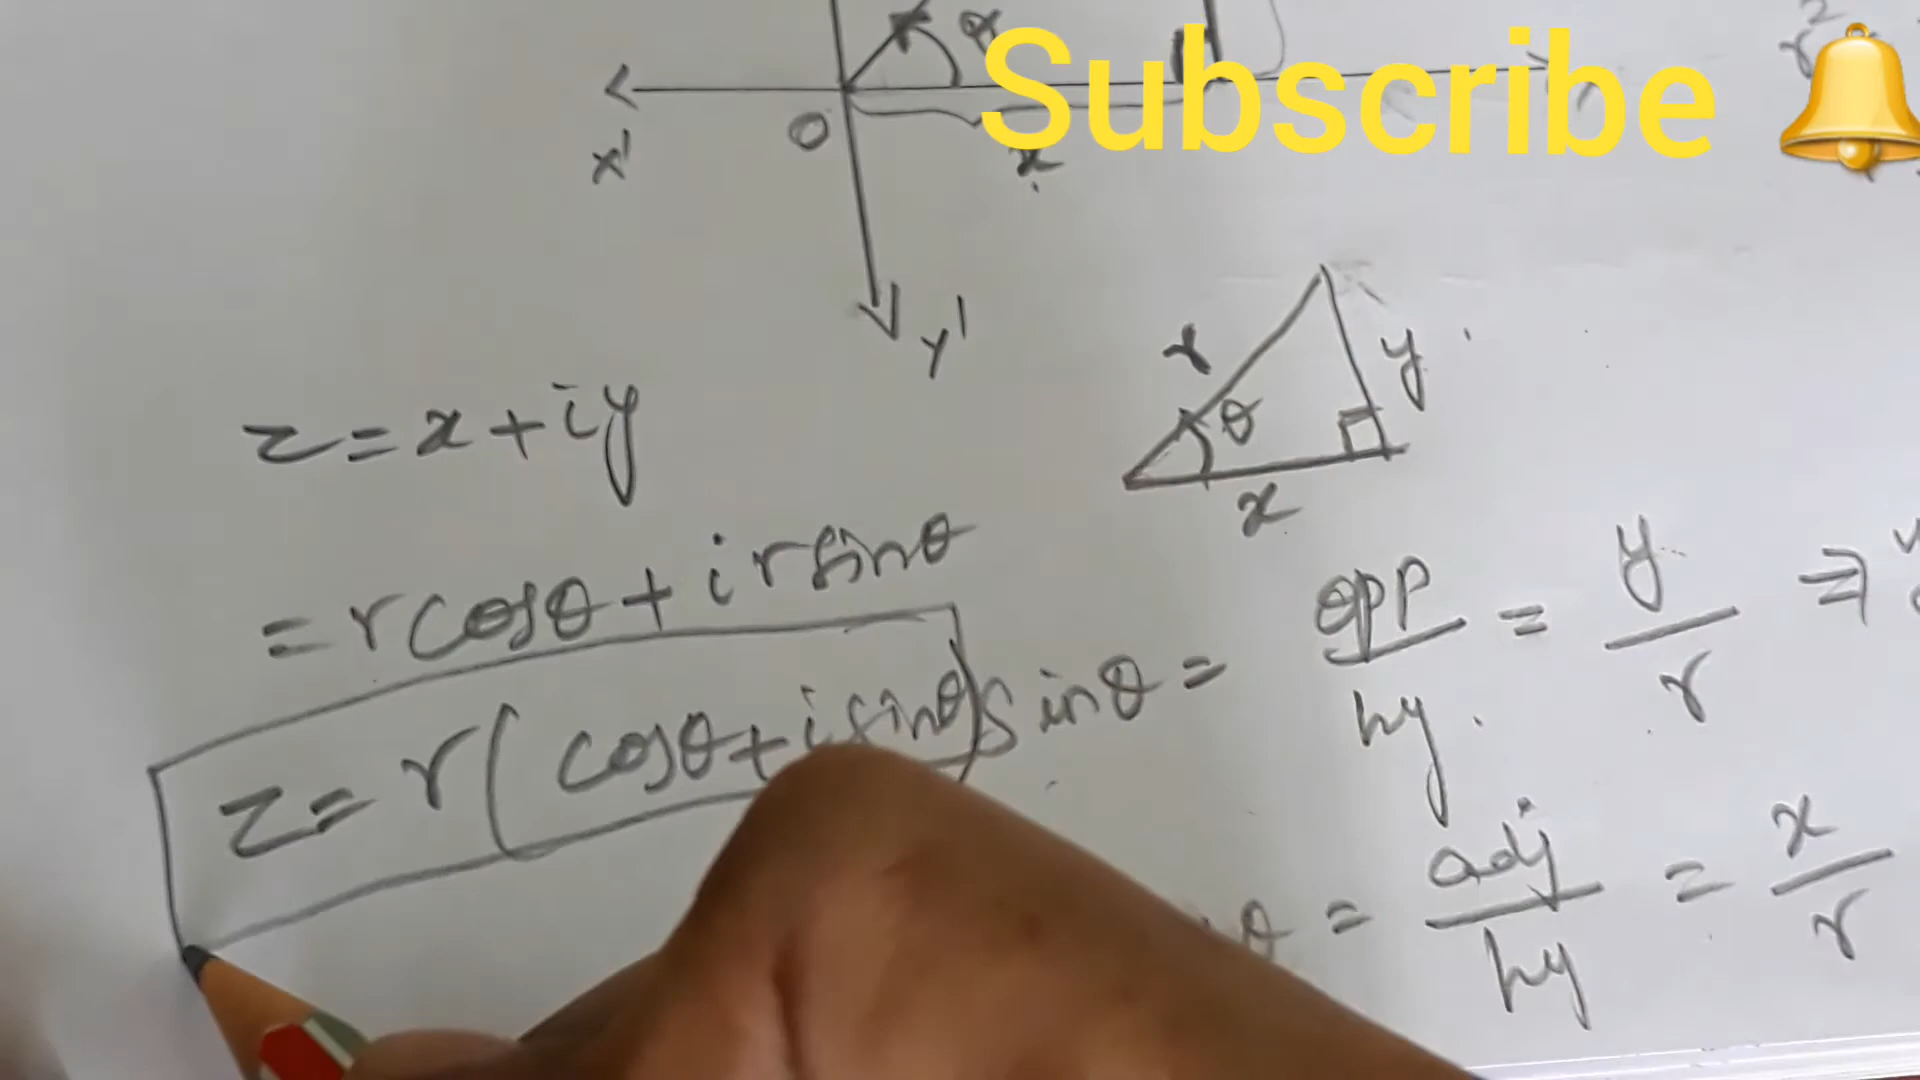 Subscribe
O
x'
x
y'
r
y
θ
x
z = x + iy
= r cosθ + i r sinθ
z = r ( cosθ + i sinθ )
sinθ = opp/hy. = y/r ⇒
θ = adj/hy = x/r